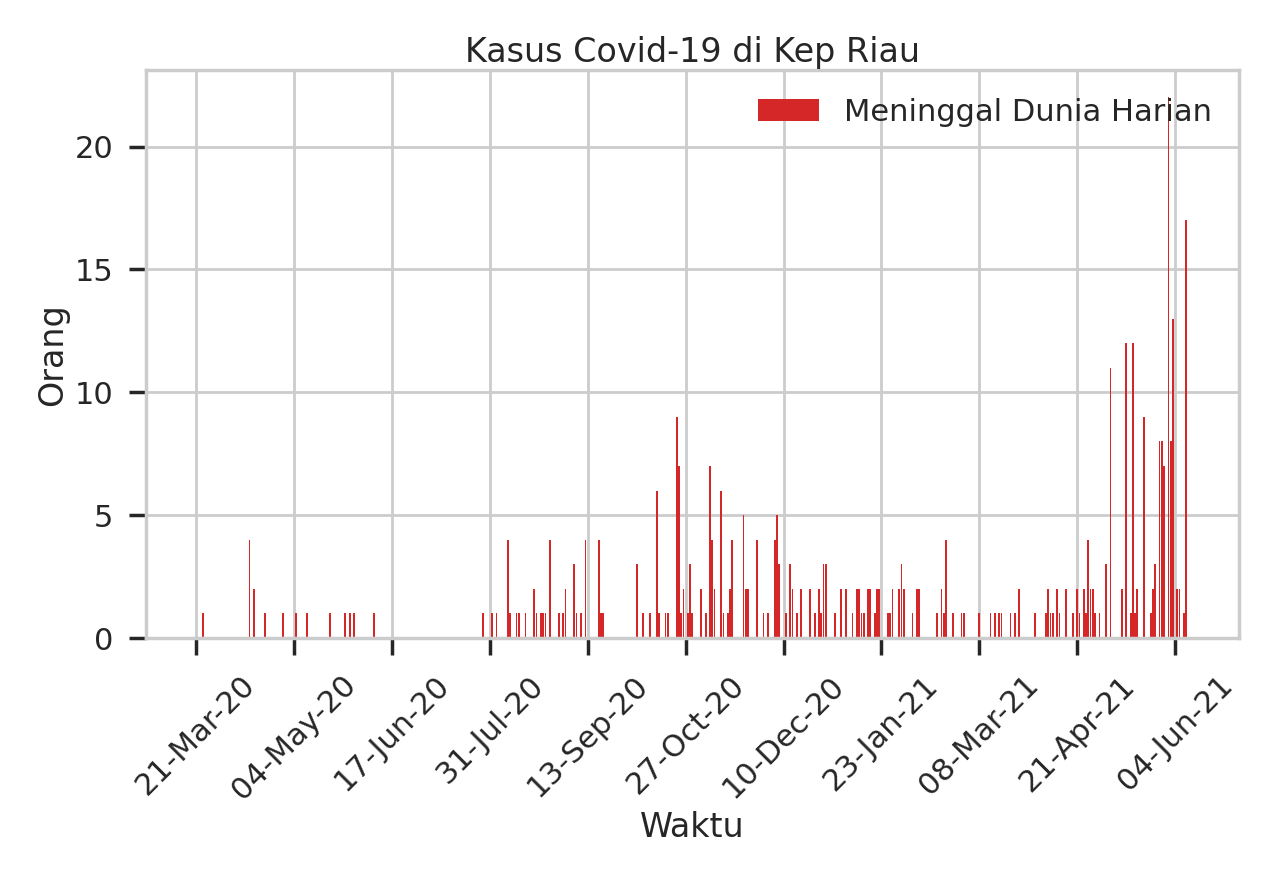 Kasus Covid-19 di Kep Riau
Meninggal Dunia Harian
Orang
20
15
10
5
0
21-Mar-20
04-May-20
17-Jun-20
31-Jul-20
13-Sep-20
27-Oct-20
10-Dec-20
23-Jan-21
08-Mar-21
21-Apr-21
04-Jun-21
Waktu